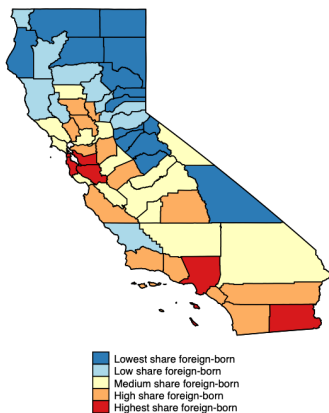 Lowest share foreign-born
Low share foreign-born
Medium share foreign-born
High share foreign-born
Highest share foreign-born